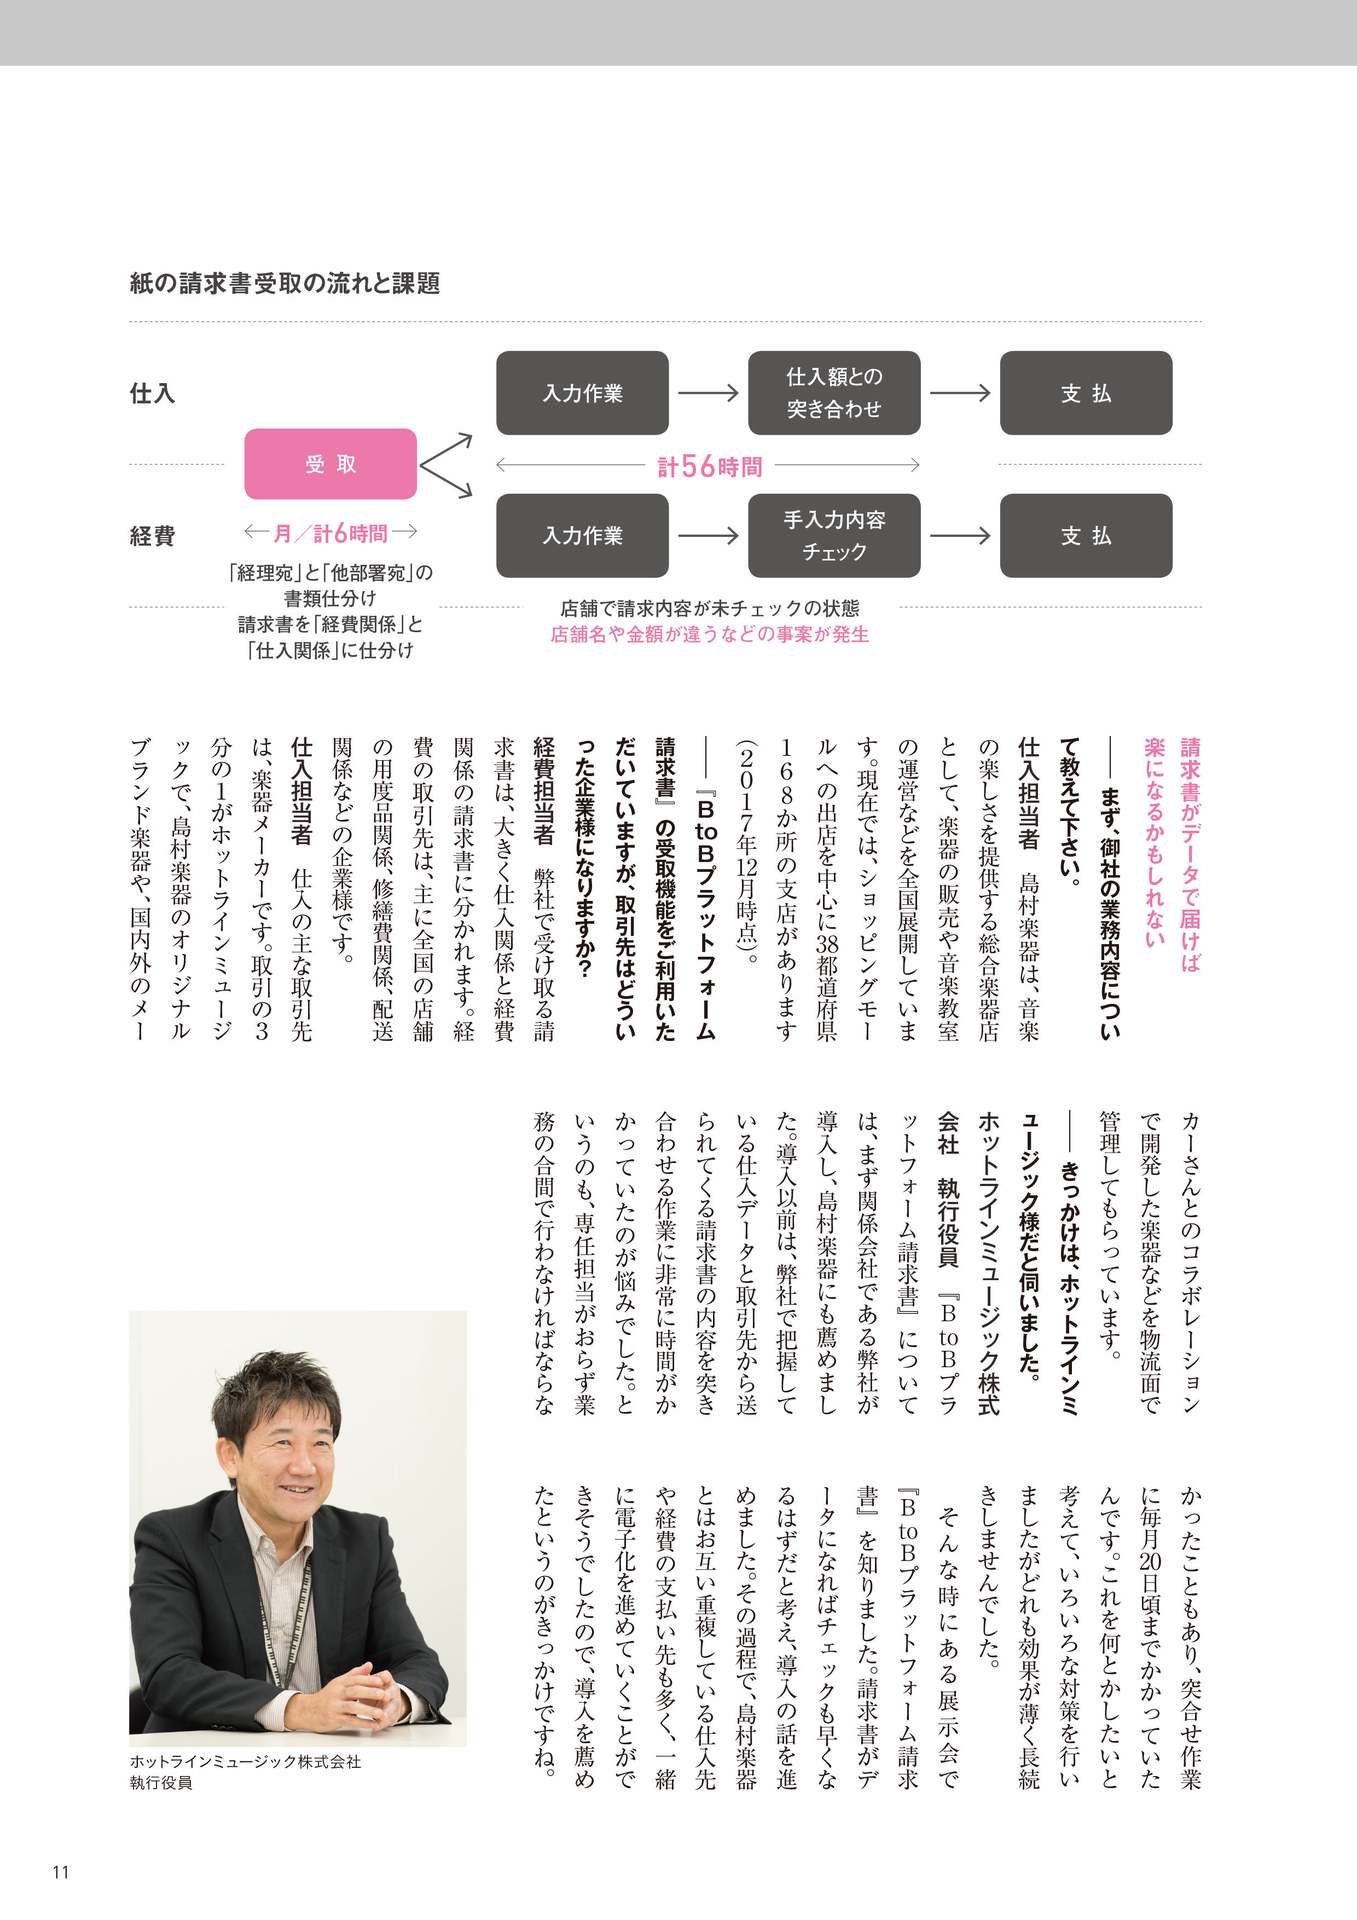 紙の請求書受取の流れと課題
仕入
入力作業
仕入額との
突き合わせ
支 払
受 取
計56時間
経費
月／計6時間
入力作業
手入力内容
チェック
支 払
「経理宛」と「他部署宛」の
書類仕分け
請求書を「経費関係」と
「仕入関係」に仕分け
店舗で請求内容が未チェックの状態
店舗名や金額が違うなどの事案が発生
請求書がデータで届けば
楽になるかもしれない
―― まず、御社の業務内容につい
て教えて下さい。
仕入担当者　島村楽器は、音楽
の楽しさを提供する総合楽器店
として、楽器の販売や音楽教室
の運営などを全国展開していま
す。現在では、ショッピングモー
ルへの出店を中心に38都道府県
168か所の支店があります
（2017年12月時点）。
―― 『BtoBプラットフォーム
請求書』の受取機能をご利用いた
だいていますが、取引先はどうい
った企業様になりますか？
経費担当者　弊社で受け取る請
求書は、大きく仕入関係と経費
関係の請求書に分かれます。経
費の取引先は、主に全国の店舗
の用度品関係、修繕費関係、配送
関係などの企業様です。
仕入担当者　仕入の主な取引先
は、楽器メーカーです。取引の3
分の1がホットラインミュージ
ックで、島村楽器のオリジナル
ブランド楽器や、国内外のメー
カーさんとのコラボレーション
で開発した楽器などを物流面で
管理してもらっています。
―― きっかけは、ホットラインミ
ュージック様だと伺いました。
ホットラインミュージック株式
会社　執行役員　『BtoBプラ
ットフォーム請求書』について
は、まず関係会社である弊社が
導入し、島村楽器にも薦めまし
た。導入以前は、弊社で把握して
いる仕入データと取引先から送
られてくる請求書の内容を突き
合わせる作業に非常に時間がか
かっていたのが悩みでした。と
いうのも、専任担当がおらず業
務の合間で行わなければならな
かったこともあり、突合せ作業
に毎月20日頃までかかっていた
んです。これを何とかしたいと
考えて、いろいろな対策を行い
ましたがどれも効果が薄く長続
きしませんでした。
　そんな時にある展示会で
『BtoBプラットフォーム請求
書』を知りました。請求書がデ
ータになればチェックも早くな
るはずだと考え、導入の話を進
めました。その過程で、島村楽器
とはお互い重複している仕入先
や経費の支払い先も多く、一緒
に電子化を進めていくことがで
きそうでしたので、導入を薦め
たというのがきっかけですね。
ホットラインミュージック株式会社
執行役員
11